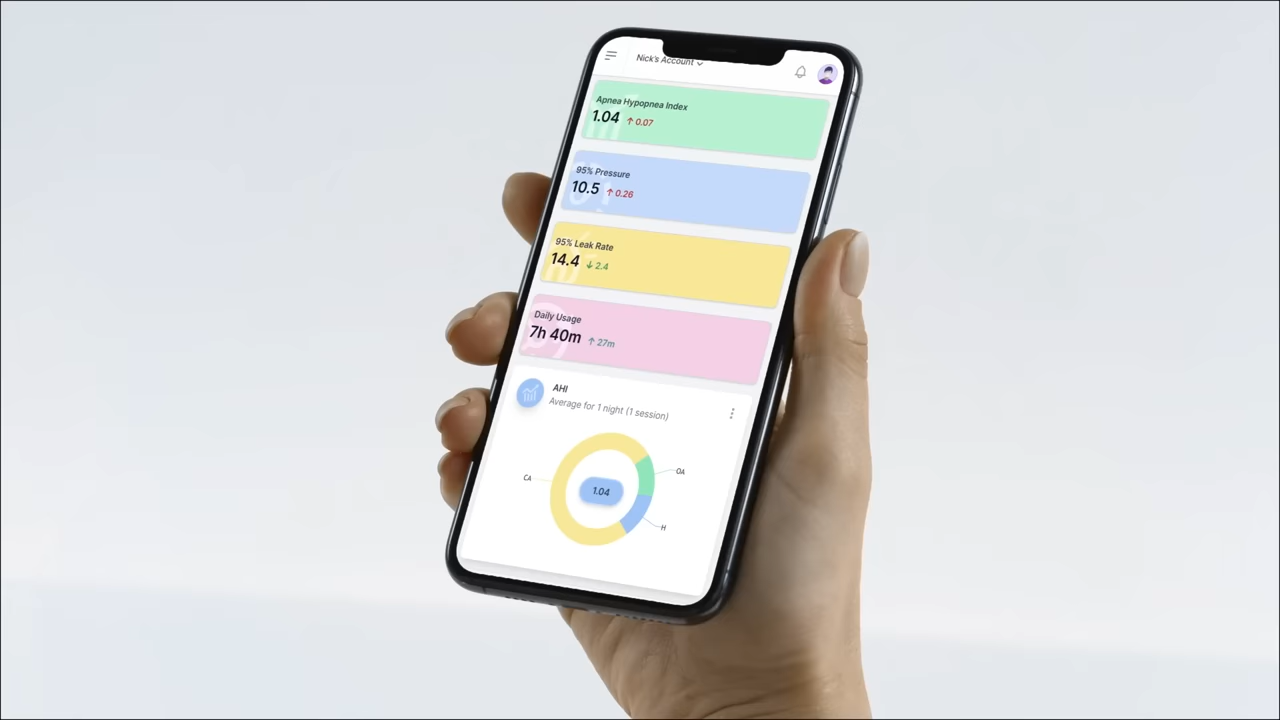 Nick's Account
Apnea Hypopnea Index
1.04 ↑ 0.07
95% Pressure
10.5 ↑ 0.26
95% Leak Rate
14.4 ↓ 2.4
Daily Usage
7h 40m ↑ 27m
AHI
Average for 1 night (1 session)
CA
OA
1.04
H